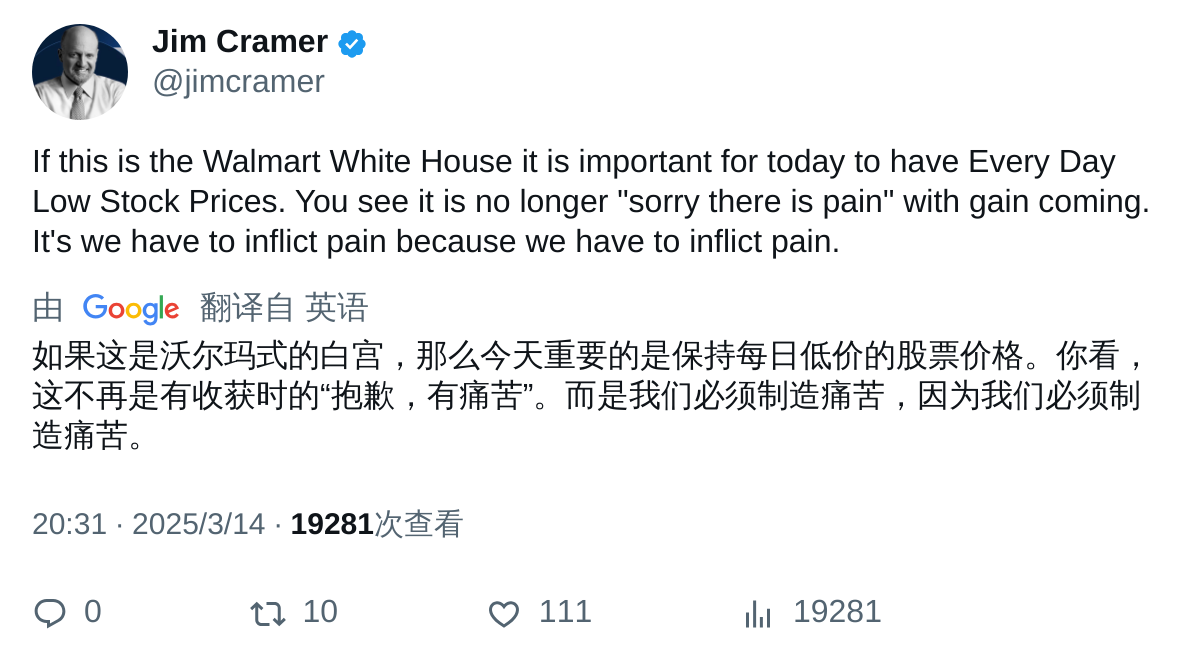 Jim Cramer
@jimcramer
If this is the Walmart White House it is important for today to have Every Day
Low Stock Prices. You see it is no longer "sorry there is pain" with gain coming.
It's we have to inflict pain because we have to inflict pain.
由 Google 翻译自 英语
如果这是沃尔玛式的白宫，那么今天重要的是保持每日低价的股票价格。你看，
这不再是有收获时的“抱歉，有痛苦”。而是我们必须制造痛苦，因为我们必须制
造痛苦。
20:31 · 2025/3/14 · 19281次查看
0 10 111 19281